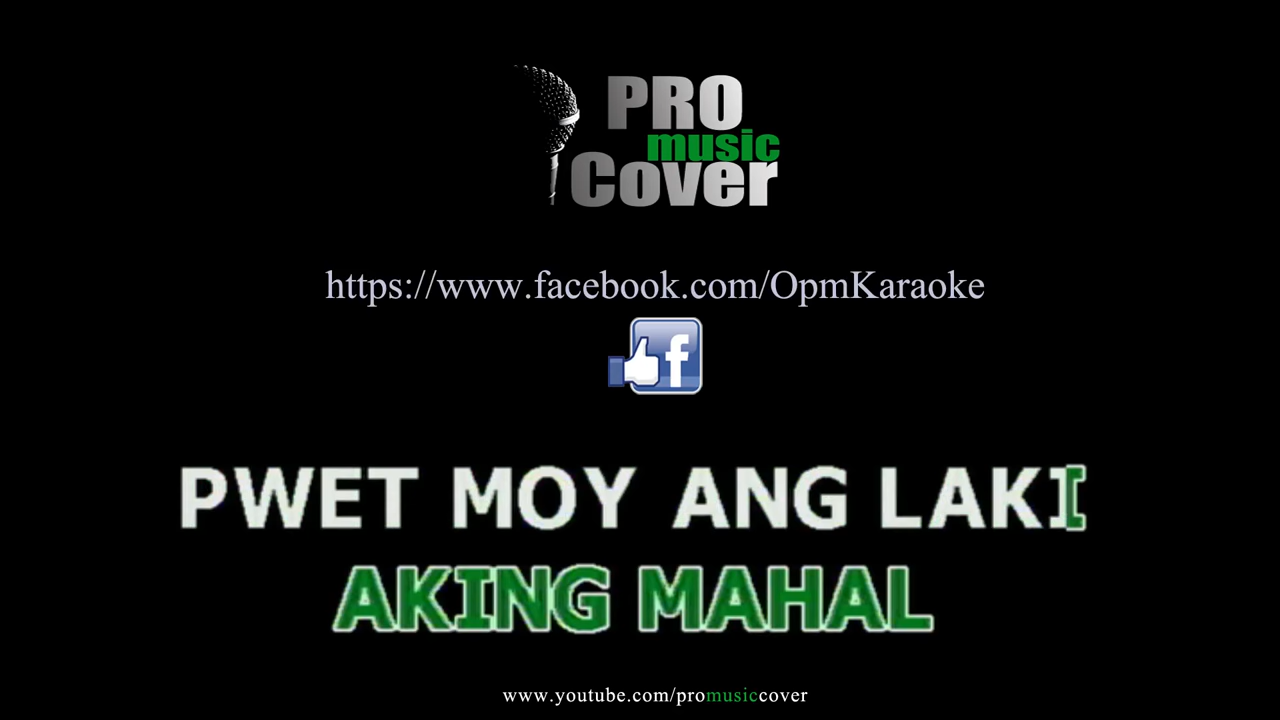 PRO
music
Cover
https://www.facebook.com/OpmKaraoke
f
PWET MOY ANG LAKI
AKING MAHAL
www.youtube.com/promusiccover